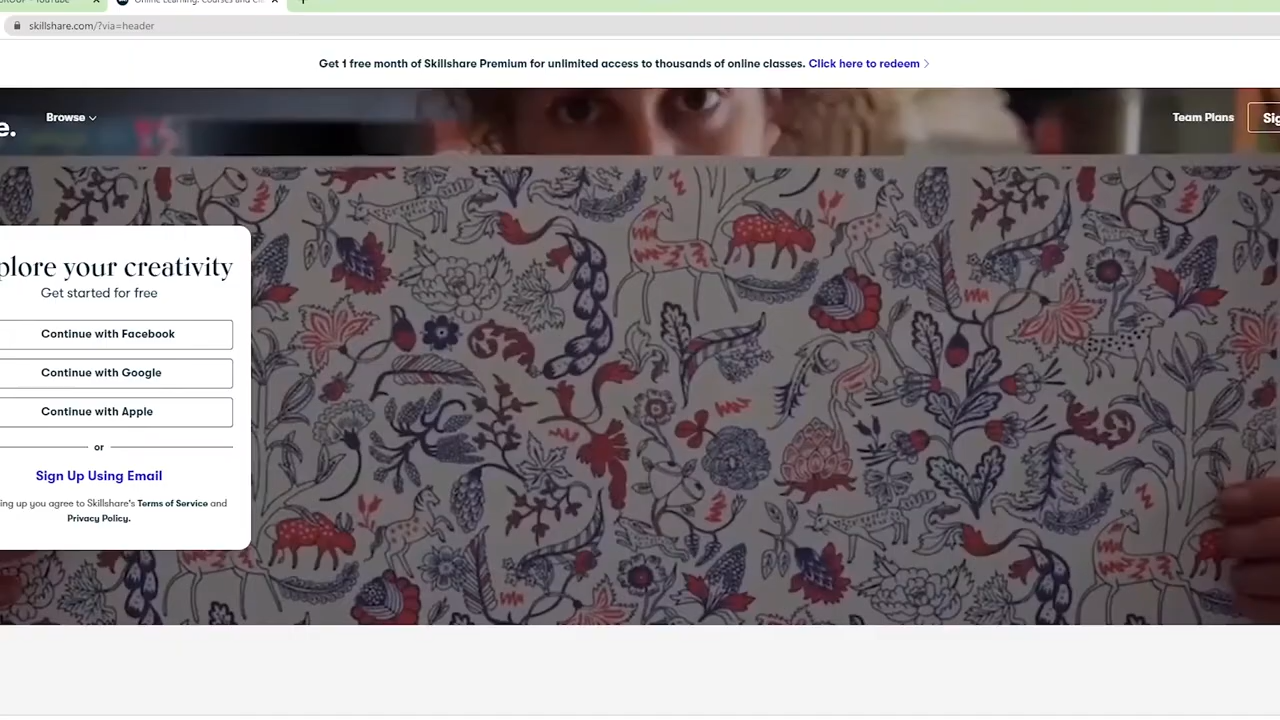 skillshare.com/?via=header
Get 1 free month of Skillshare Premium for unlimited access to thousands of online classes. Click here to redeem
e.
Browse
Team Plans
Sig
plore your creativity
Get started for free
Continue with Facebook
Continue with Google
Continue with Apple
or
Sign Up Using Email
ing up you agree to Skillshare's Terms of Service and
Privacy Policy.